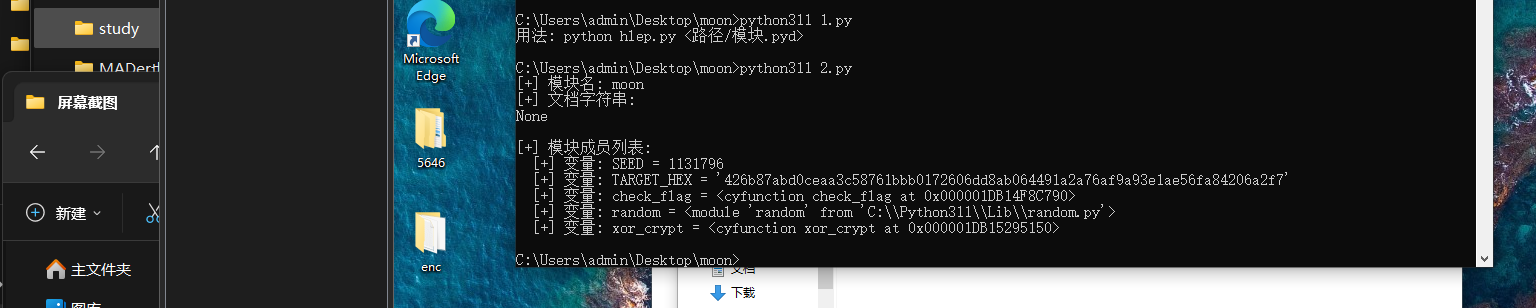 study
MADerth
屏幕截图
新建
主文件夹
Microsoft
Edge
5646
enc
C:\Users\admin\Desktop\moon>python311 1.py
用法: python hlep.py <路径/模块.pyd>
C:\Users\admin\Desktop\moon>python311 2.py
[+] 模块名: moon
[+] 文档字符串:
None
[+] 模块成员列表:
[+] 变量: SEED = 1131796
[+] 变量: TARGET_HEX = '426b87abd0ceaa3c58761bbb0172606dd8ab064491a2a76af9a93e1ae56fa84206a2f7'
[+] 变量: check_flag = <cyfunction check_flag at 0x000001DB14F8C790>
[+] 变量: random = <module 'random' from 'C:\\Python311\\Lib\\random.py'>
[+] 变量: xor_crypt = <cyfunction xor_crypt at 0x000001DB15295150>
C:\Users\admin\Desktop\moon>
文档
下载